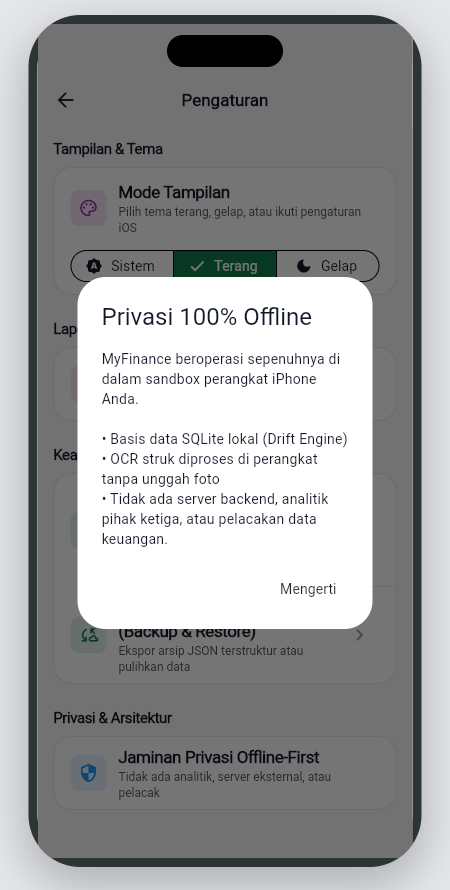 Pengaturan
Tampilan & Tema
Mode Tampilan
Pilih tema terang, gelap, atau ikuti pengaturan
iOS
Sistem
Terang
Gelap
Lap
Kea
Privasi 100% Offline
MyFinance beroperasi sepenuhnya di
dalam sandbox perangkat iPhone
Anda.
• Basis data SQLite lokal (Drift Engine)
• OCR struk diproses di perangkat
tanpa unggah foto
• Tidak ada server backend, analitik
pihak ketiga, atau pelacakan data
keuangan.
Mengerti
(Backup & Restore)
Ekspor arsip JSON terstruktur atau
pulihkan data
Privasi & Arsitektur
Jaminan Privasi Offline-First
Tidak ada analitik, server eksternal, atau
pelacak